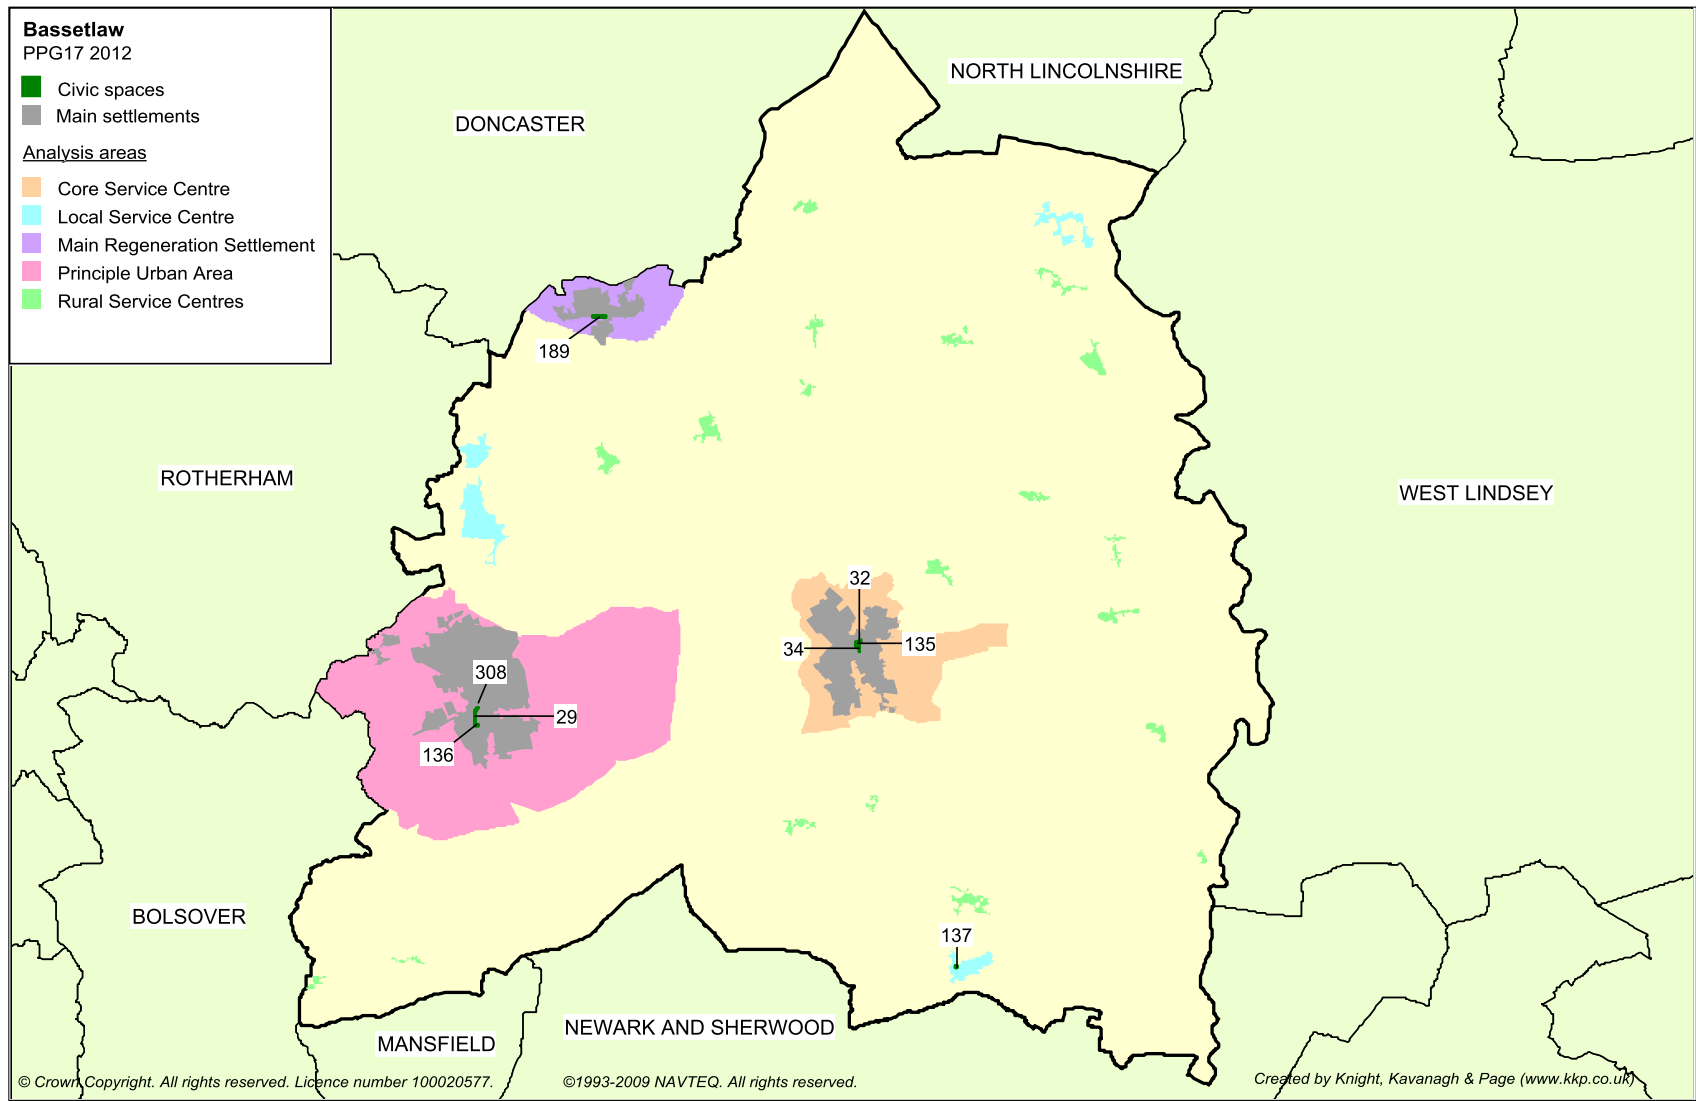 Bassetlaw
PPG17 2012
Civic spaces
Main settlements
Analysis areas
Core Service Centre
Local Service Centre
Main Regeneration Settlement
Principle Urban Area
Rural Service Centres
NORTH LINCOLNSHIRE
DONCASTER
189
ROTHERHAM
WEST LINDSEY
32
34
135
308
29
136
BOLSOVER
137
NEWARK AND SHERWOOD
MANSFIELD
© Crown Copyright. All rights reserved. Licence number 100020577.
©1993-2009 NAVTEQ. All rights reserved.
Created by Knight, Kavanagh & Page (www.kkp.co.uk)